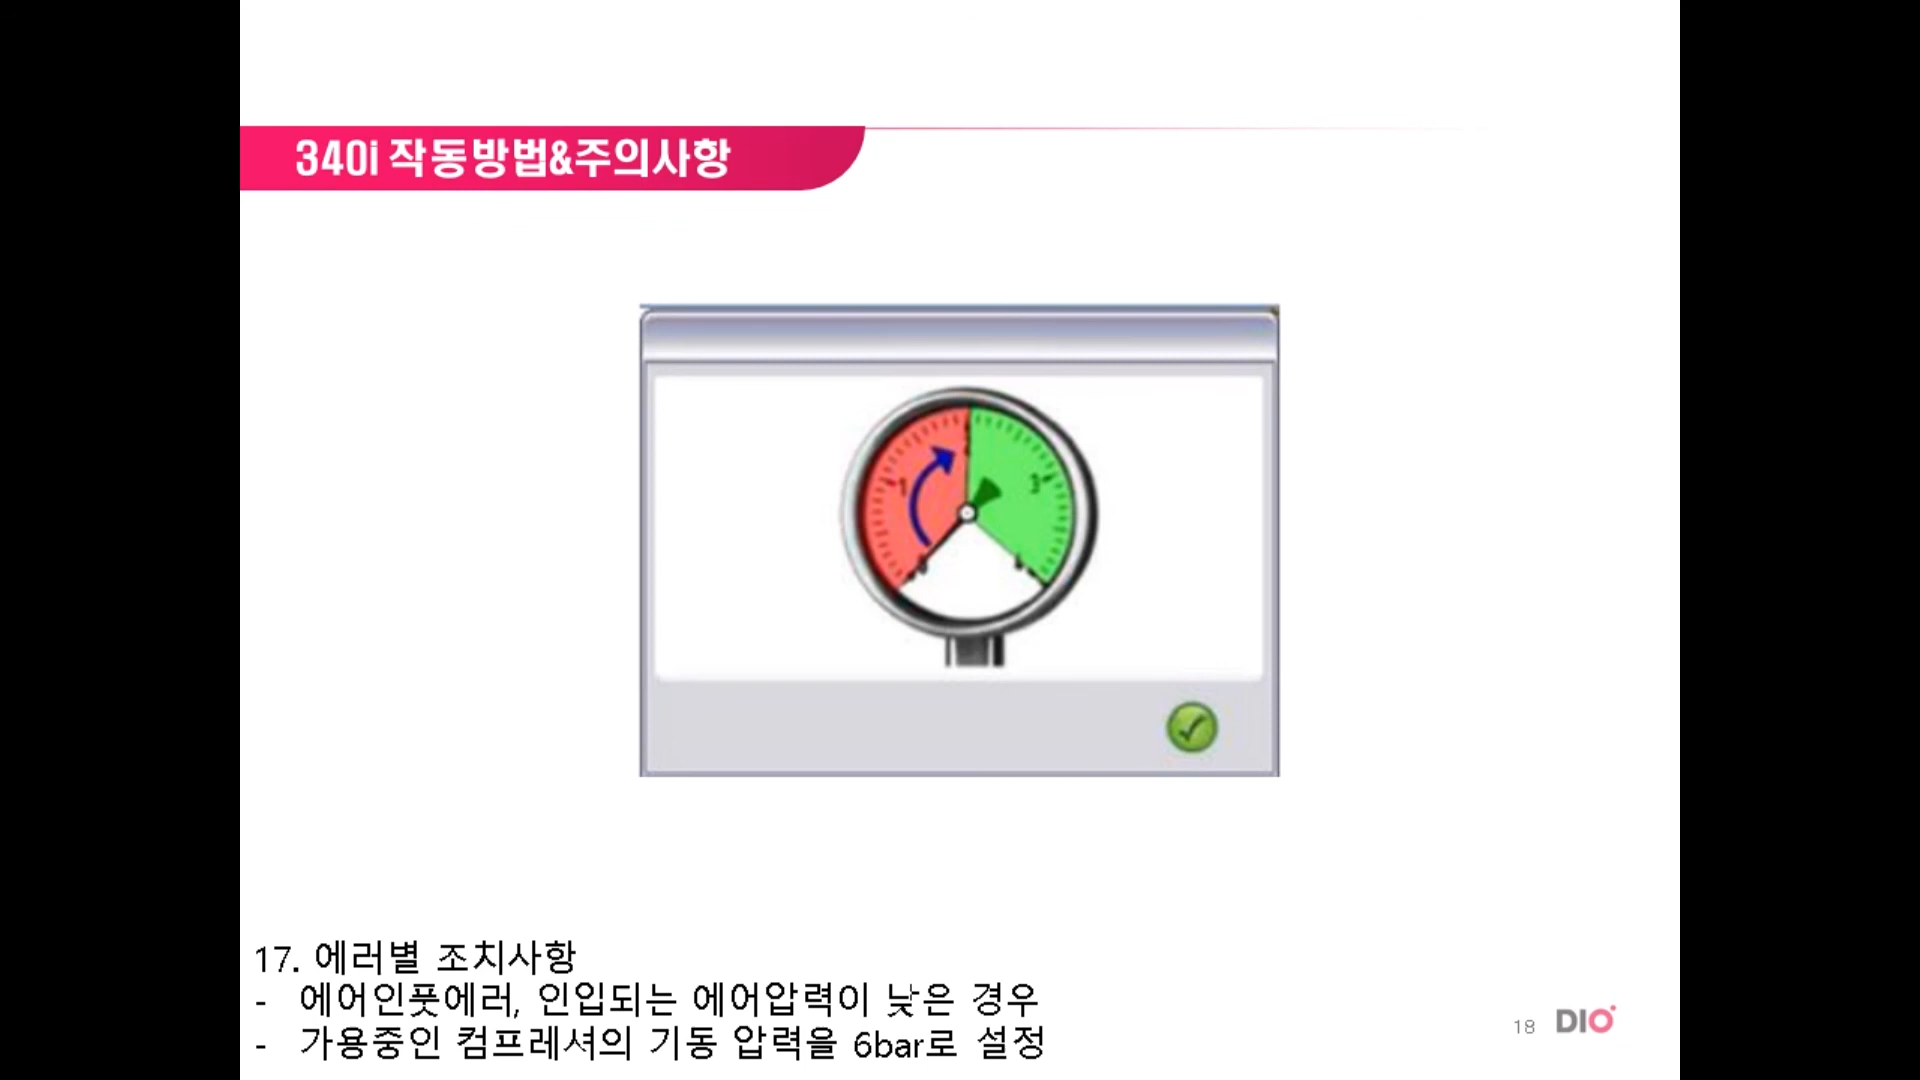 340i 작동방법&주의사항
1
3
17. 에러별 조치사항
- 에어인풋에러, 인입되는 에어압력이 낮은 경우
- 가용중인 컴프레셔의 기동 압력을 6bar로 설정
18
DIO